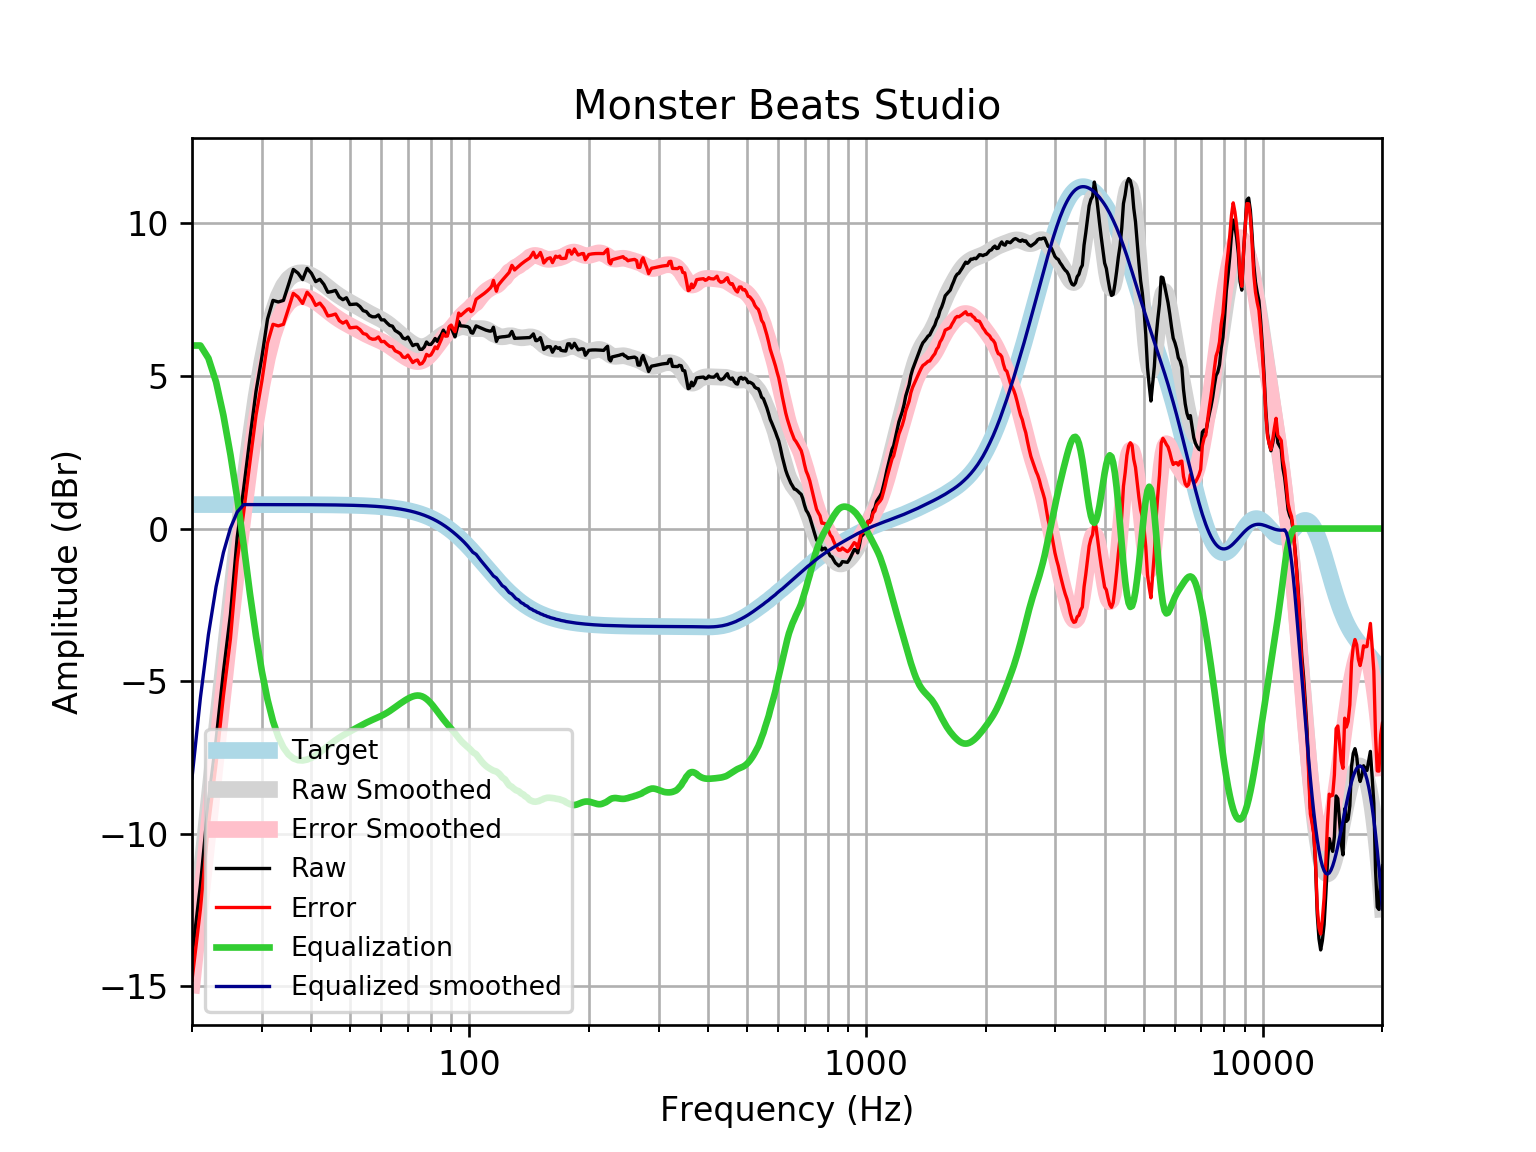 Monster Beats Studio
Amplitude (dBr)
10
5
0
−5
−10
−15
Target
Raw Smoothed
Error Smoothed
Raw
Error
Equalization
Equalized smoothed
100
1000
10000
Frequency (Hz)